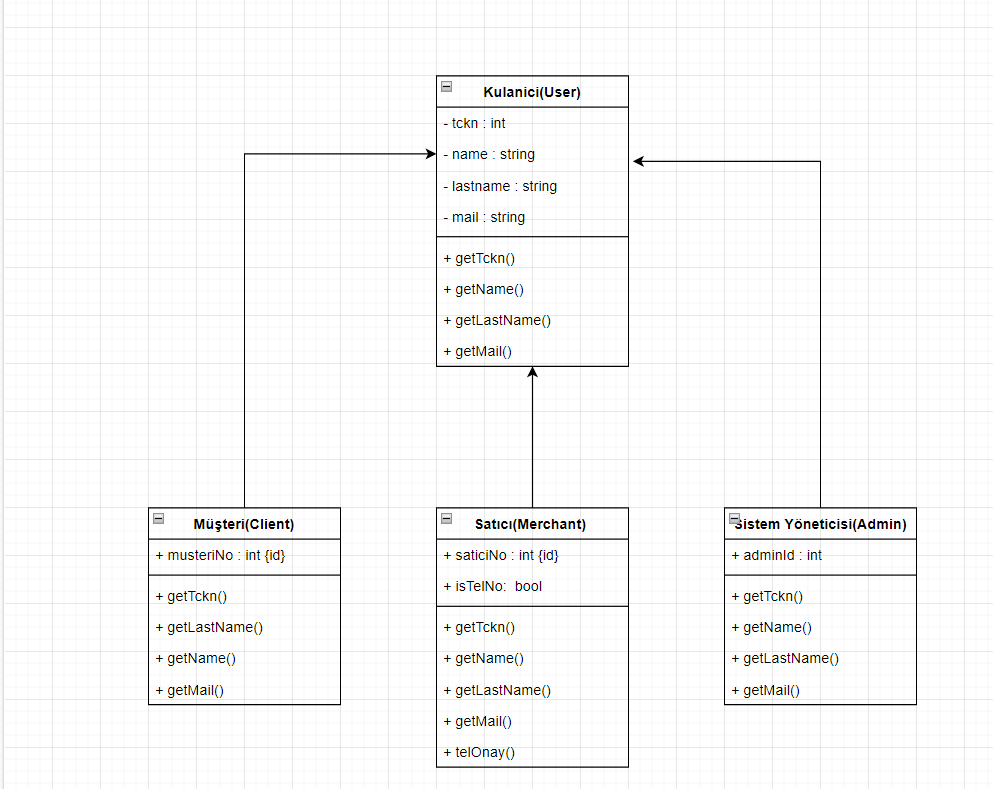 Kulanici(User)
- tckn : int
- name : string
- lastname : string
- mail : string
+ getTckn()
+ getName()
+ getLastName()
+ getMail()
Müşteri(Client)
+ musteriNo : int {id}
+ getTckn()
+ getLastName()
+ getName()
+ getMail()
Satıcı(Merchant)
+ saticiNo : int {id}
+ isTelNo: bool
+ getTckn()
+ getName()
+ getLastName()
+ getMail()
+ telOnay()
Sistem Yöneticisi(Admin)
+ adminId : int
+ getTckn()
+ getName()
+ getLastName()
+ getMail()